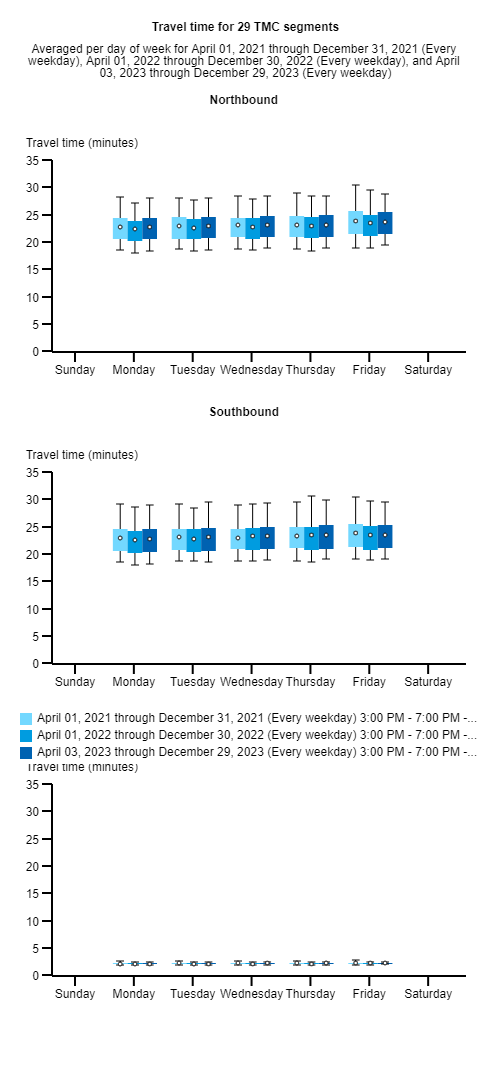 Travel time for 29 TMC segments
Averaged per day of week for April 01, 2021 through December 31, 2021 (Every
weekday), April 01, 2022 through December 30, 2022 (Every weekday), and April
03, 2023 through December 29, 2023 (Every weekday)
Northbound
Travel time (minutes)
35
30
25
20
15
10
5
0
Sunday Monday Tuesday Wednesday Thursday Friday Saturday
Southbound
Travel time (minutes)
35
30
25
20
15
10
5
0
Sunday Monday Tuesday Wednesday Thursday Friday Saturday
April 01, 2021 through December 31, 2021 (Every weekday) 3:00 PM - 7:00 PM -...
April 01, 2022 through December 30, 2022 (Every weekday) 3:00 PM - 7:00 PM -...
April 03, 2023 through December 29, 2023 (Every weekday) 3:00 PM - 7:00 PM -...
Travel time (minutes)
35
30
25
20
15
10
5
0
Sunday Monday Tuesday Wednesday Thursday Friday Saturday